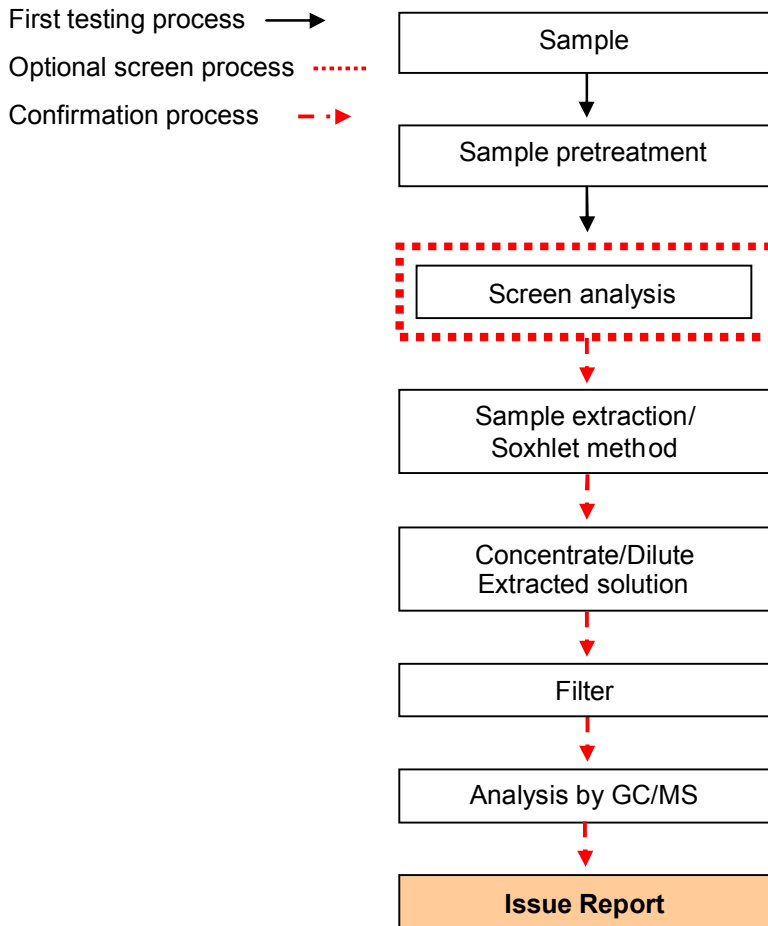 First testing process
Optional screen process
Confirmation process
Sample
Sample pretreatment
Screen analysis
Sample extraction/
Soxhlet method
Concentrate/Dilute
Extracted solution
Filter
Analysis by GC/MS
Issue Report